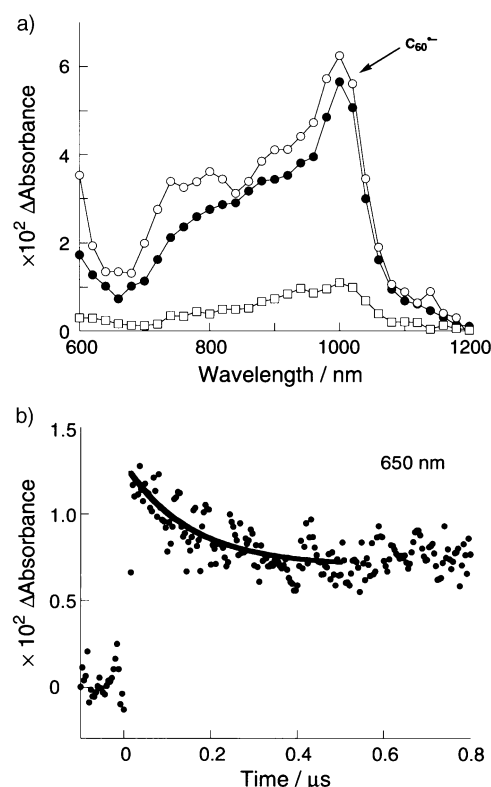 a)
C60•–
6
4
2
0
×10² ΔAbsorbance
600
800
1000
1200
Wavelength / nm
b)
650 nm
1.5
1.0
0.5
0
× 10² ΔAbsorbance
0
0.2
0.4
0.6
0.8
Time / μs